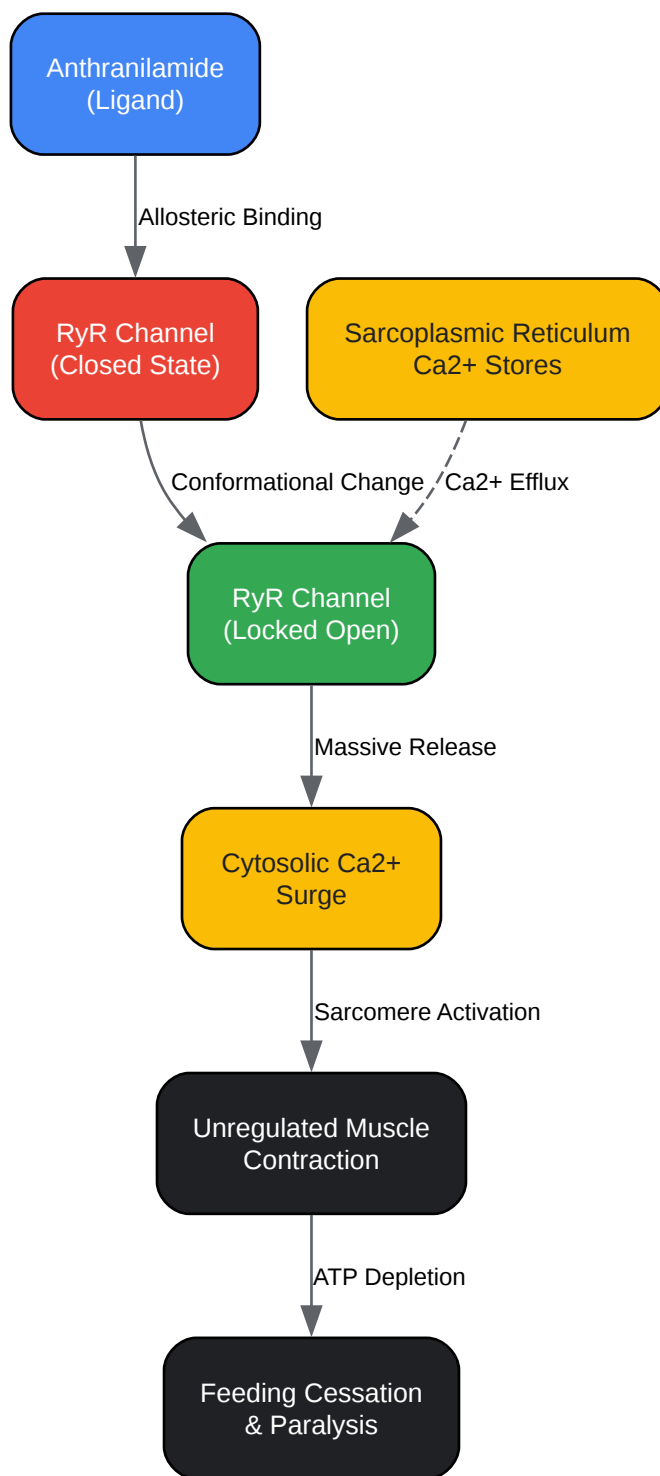 Anthranilamide
(Ligand)
Allosteric Binding
RyR Channel
(Closed State)
Sarcoplasmic Reticulum
Ca2+ Stores
Conformational Change
Ca2+ Efflux
RyR Channel
(Locked Open)
Massive Release
Cytosolic Ca2+
Surge
Sarcomere Activation
Unregulated Muscle
Contraction
ATP Depletion
Feeding Cessation
& Paralysis